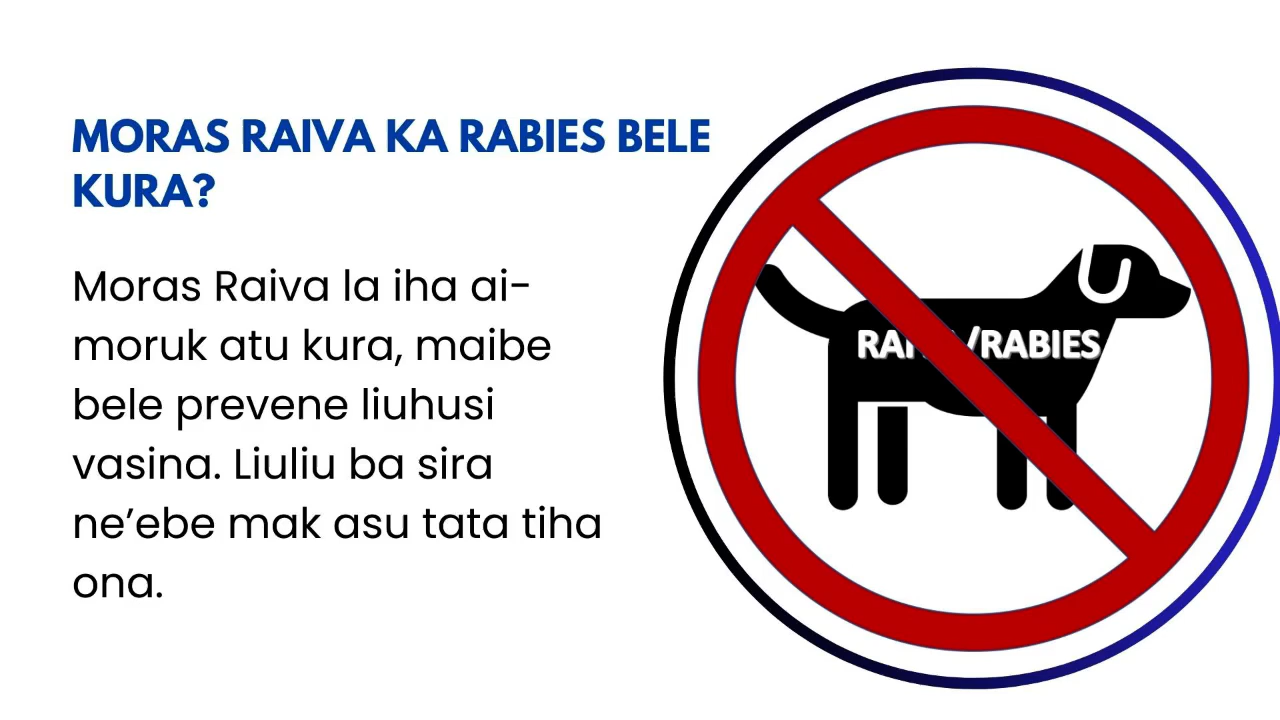 MORAS RAIVA KA RABIES BELE
KURA?
Moras Raiva la iha ai-
moruk atu kura, maibe
bele prevene liuhusi
vasina. Liuliu ba sira
ne’ebe mak asu tata tiha
ona.
/RABIES